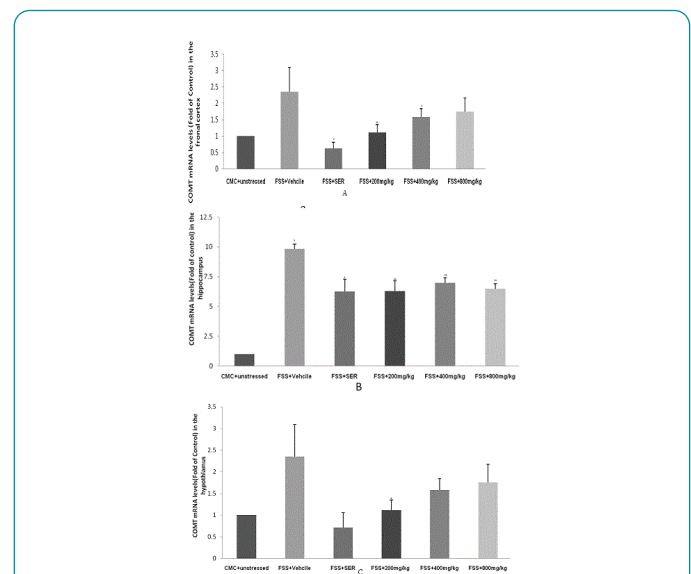 COMT mRNA levels (Fold of Control) in the
fronal cortex
3.5
3
2.5
2
1.5
1
0.5
0
CMC+unstressed FSS+Vehcile FSS+SER FSS+200mg/kg FSS+400mg/kg FSS+800mg/kg
A
COMT mRNA levels(Fold of control) in the
hippocampus
12.5
10
7.5
5
2.5
0
CMC+unstressed FSS+Vehcile FSS+SER FSS+200mg/kg FSS+400mg/kg FSS+800mg/kg
B
COMT mRNA levels(Fold of Control) in the
hypothlamus
3.5
3
2.5
2
1.5
1
0.5
0
CMC+unstressed FSS+Vehcile FSS+SER FSS+200mg/kg FSS+400mg/kg FSS+800mg/kg
C